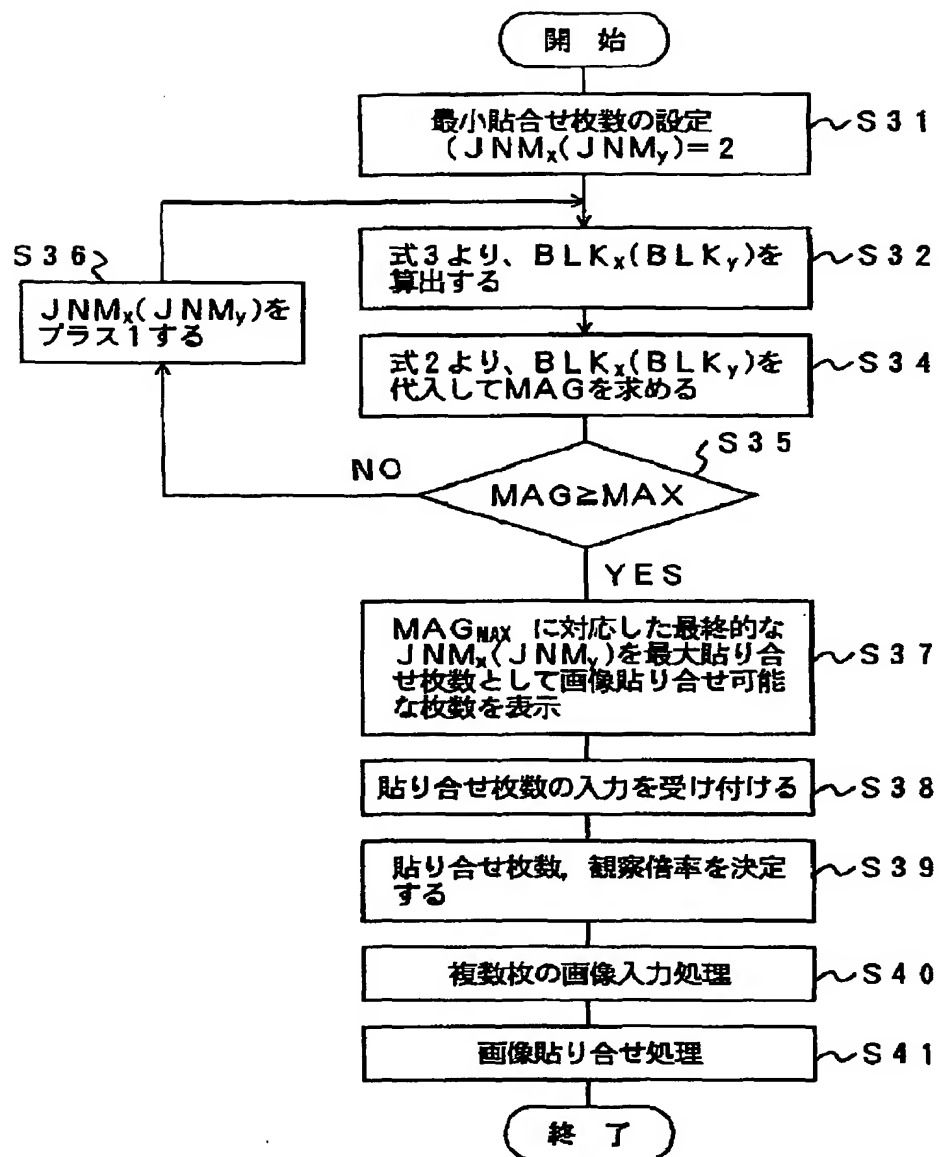 開 始
最小貼合せ枚数の設定
(JNMx(JNMy)=2
S31
式3より、BLKx(BLKy)を
算出する
S32
S36
JNMx(JNMy)を
プラス1する
式2より、BLKx(BLKy)を
代入してMAGを求める
S34
S35
NO
MAG≧MAX
YES
MAGMAX に対応した最終的な
JNMx(JNMy)を最大貼り合
せ枚数として画像貼り合せ可能
な枚数を表示
S37
貼り合せ枚数の入力を受け付ける
S38
貼り合せ枚数，観察倍率を決定
する
S39
複数枚の画像入力処理
S40
画像貼り合せ処理
S41
終 了